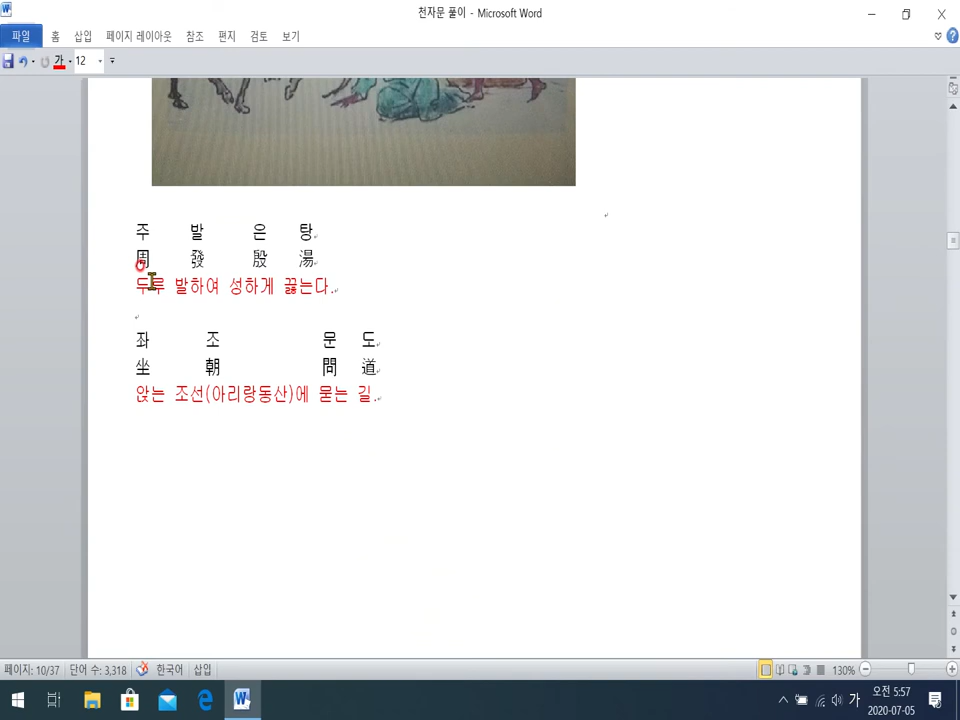 천자문 풀이 - Microsoft Word
파일 홈 삽입 페이지 레이아웃 참조 편지 검토 보기
가 12
주 발 은 탕
周 發 殷 湯
두루 발하여 성하게 끓는다.
좌 조 문 도
坐 朝 問 道
앉는 조선(아리랑동산)에 묻는 길.
페이지: 10/37 단어 수: 3,318 한국어 삽입 130%
가 오전 5:57
2020-07-05